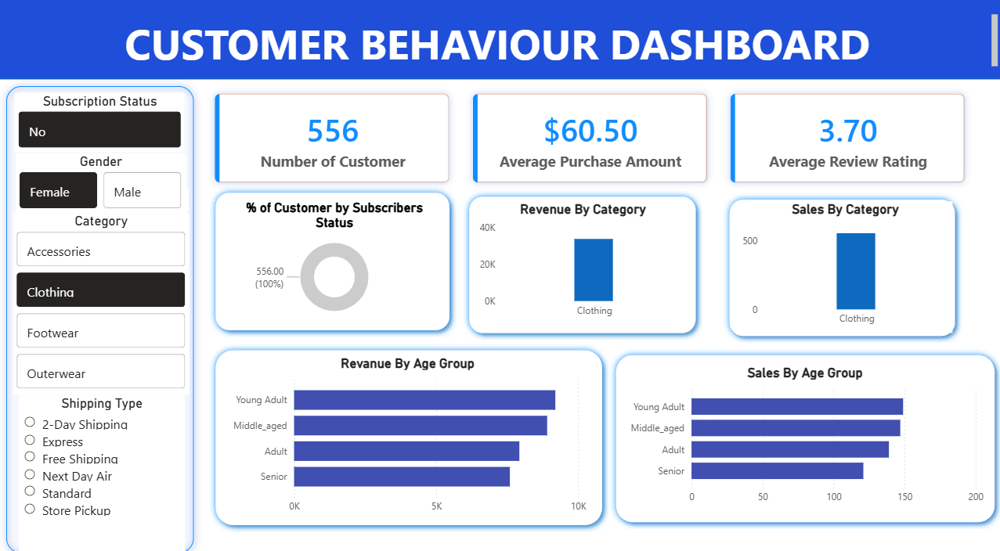 CUSTOMER BEHAVIOUR DASHBOARD
Subscription Status
No
Gender
Female
Male
Category
Accessories
Clothing
Footwear
Outerwear
Shipping Type
2-Day Shipping
Express
Free Shipping
Next Day Air
Standard
Store Pickup
556
Number of Customer
$60.50
Average Purchase Amount
3.70
Average Review Rating
% of Customer by Subscribers
Status
556.00
(100%)
Revenue By Category
40K
20K
0K
Clothing
Sales By Category
500
0
Clothing
Revanue By Age Group
Young Adult
Middle_aged
Adult
Senior
0K 5K 10K
Sales By Age Group
Young Adult
Middle_aged
Adult
Senior
0 50 100 150 200